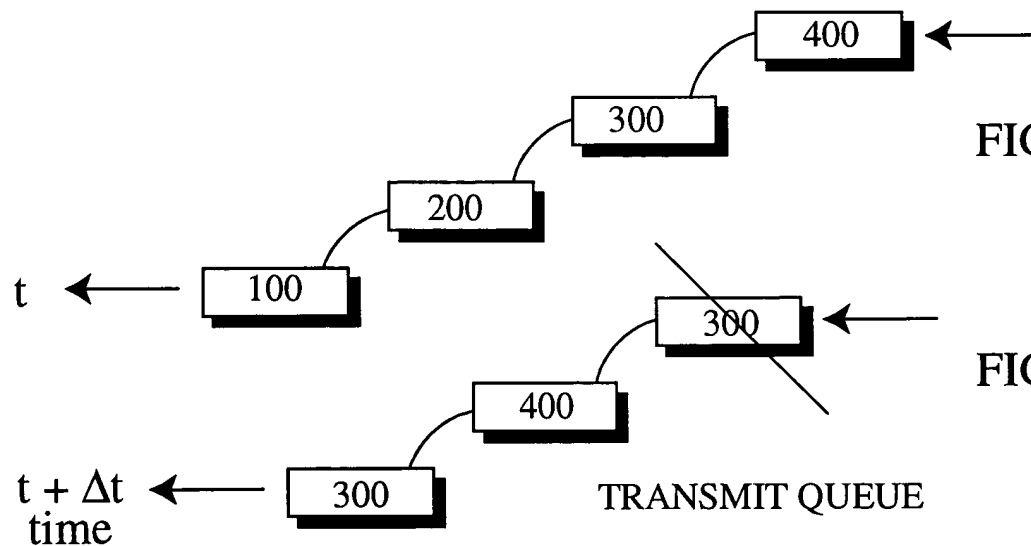 400
300
FIG
200
t
100
300
FIG
400
t + Δt
time
300
TRANSMIT QUEUE